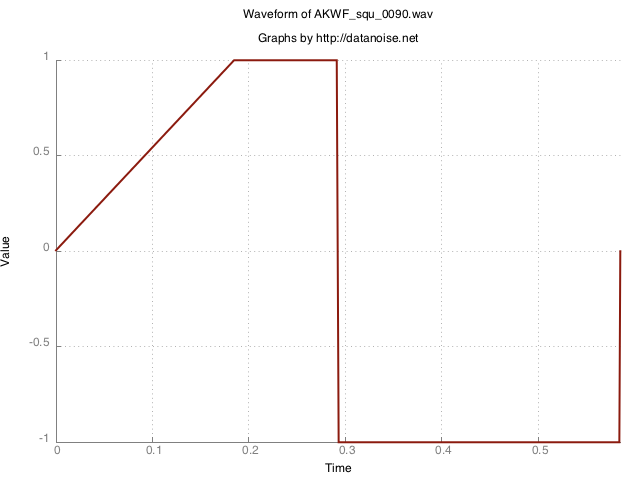 Waveform of AKWF_squ_0090.wav
Graphs by http://datanoise.net
1
0.5
0
-0.5
-1
Value
0 0.1 0.2 0.3 0.4 0.5
Time